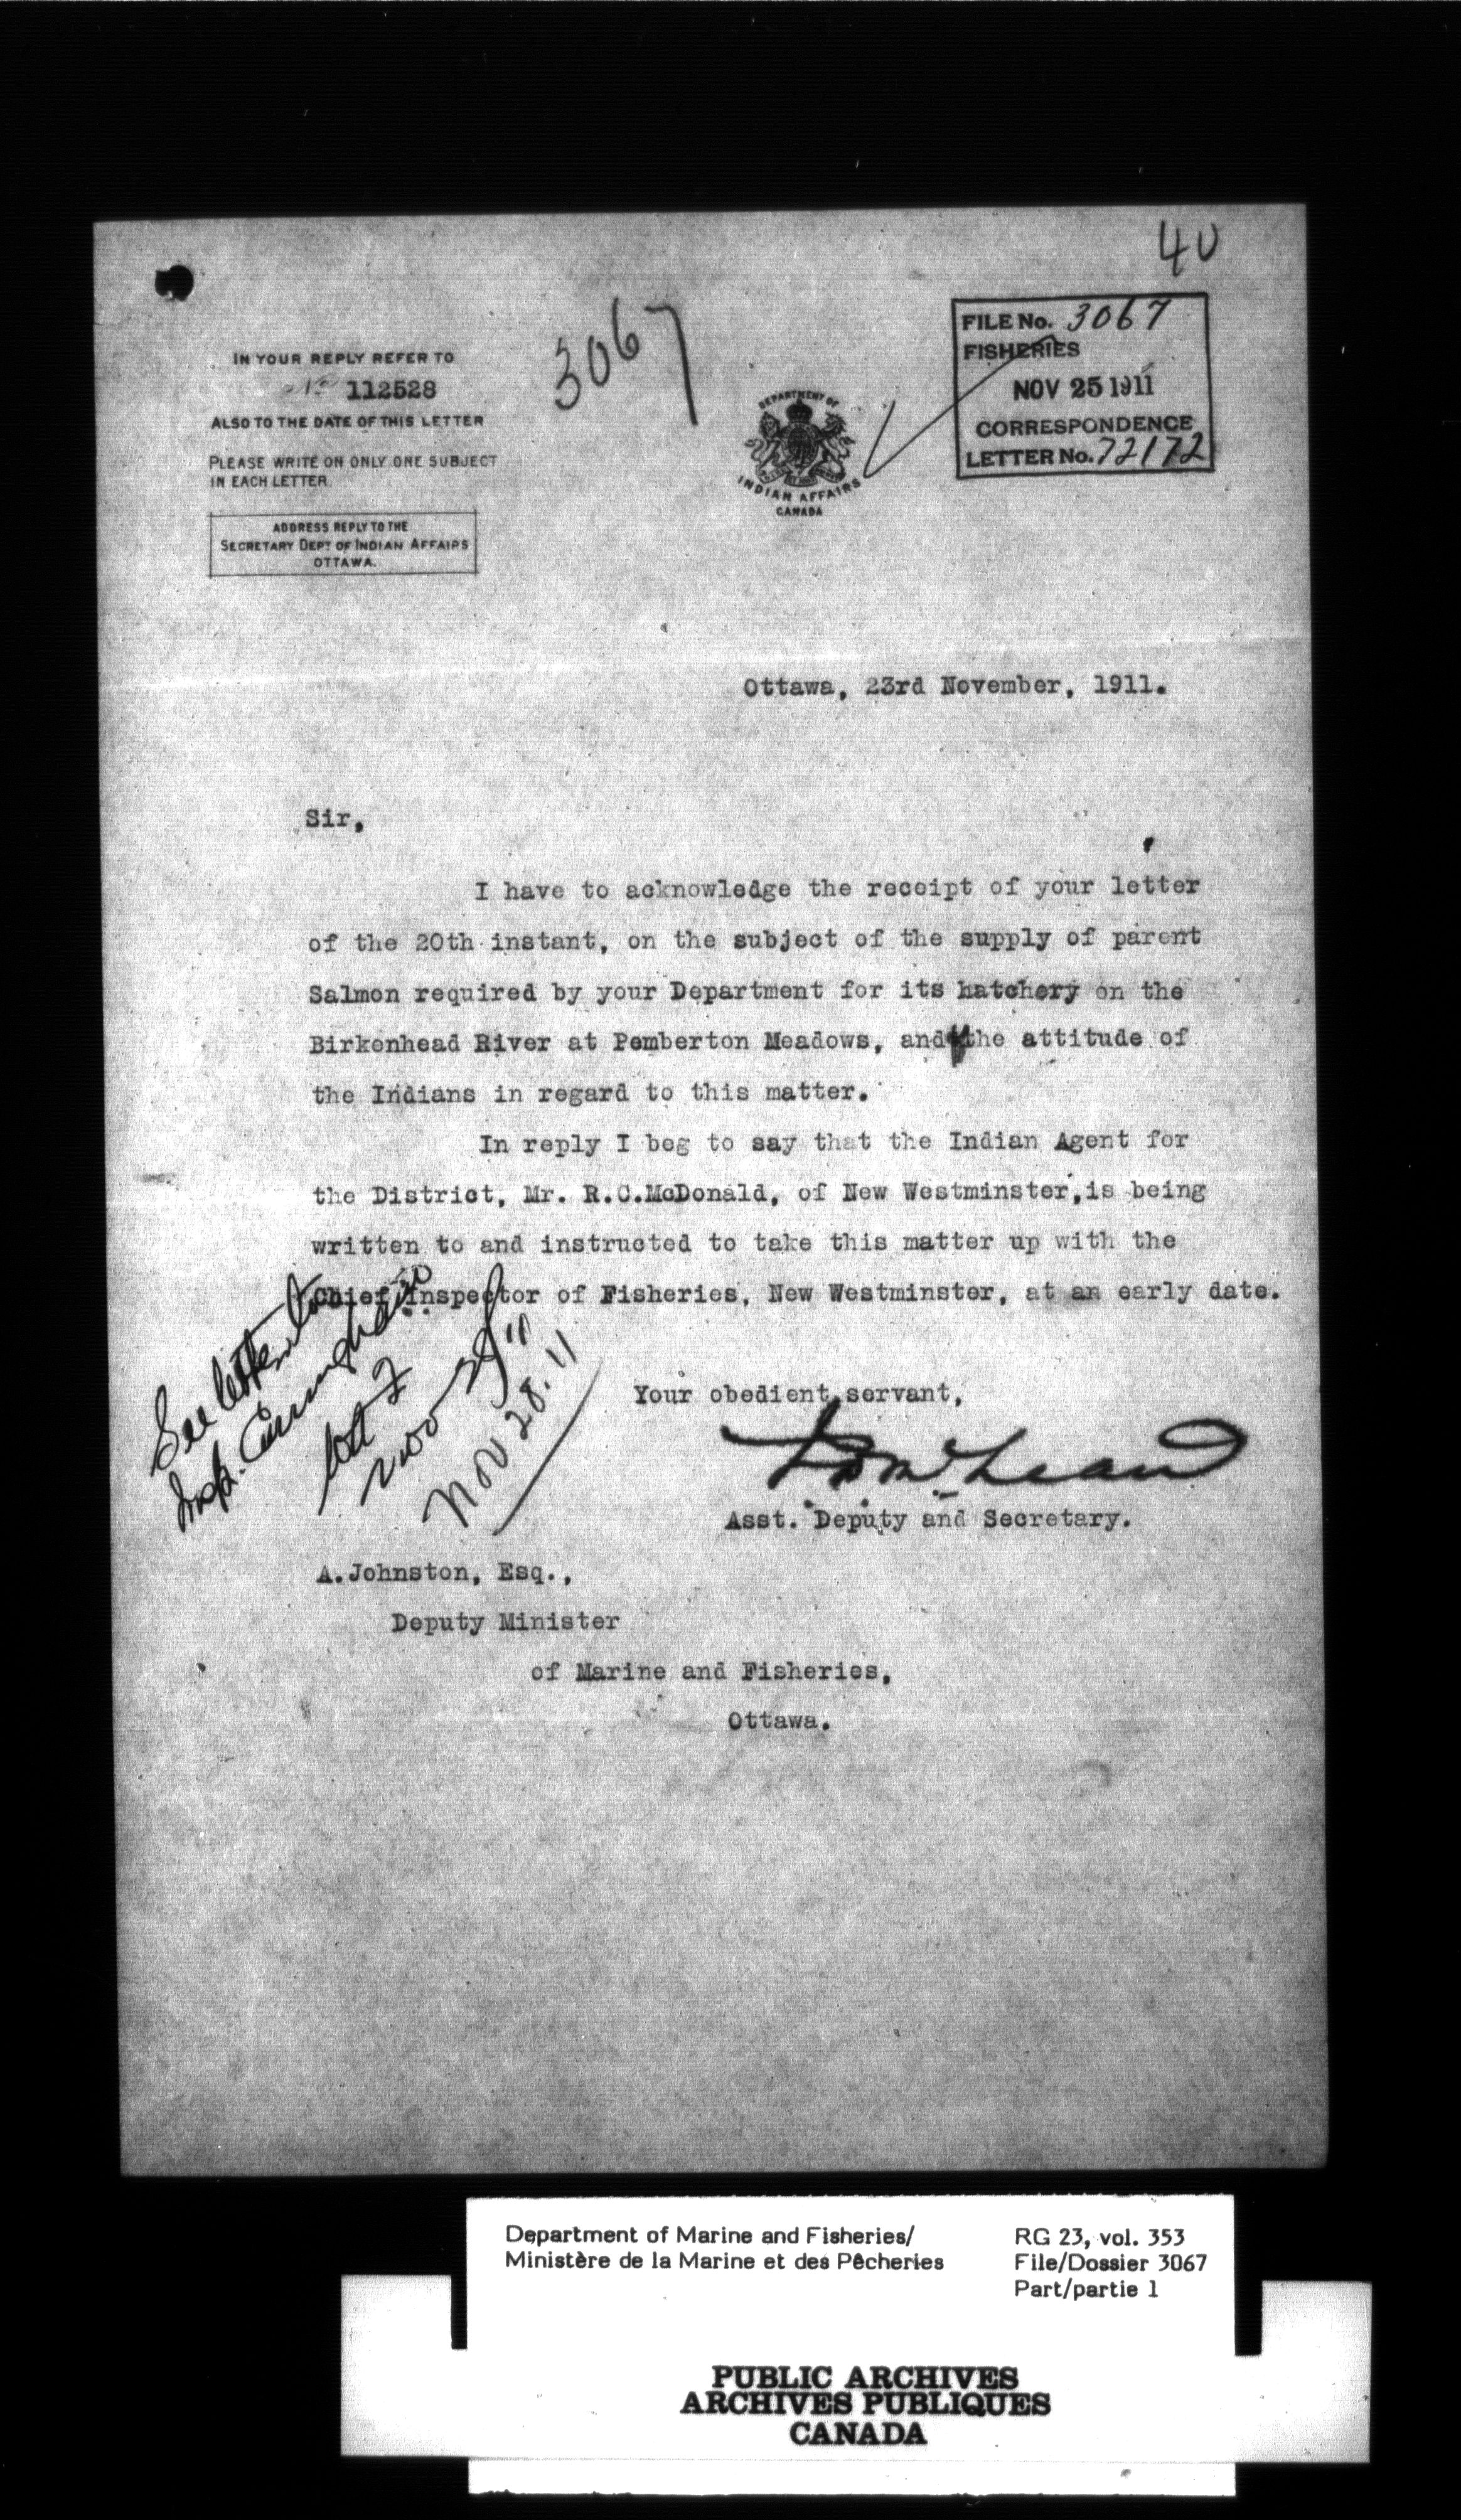 40
IN YOUR REPLY REFER TO
No 112528
ALSO TO THE DATE OF THIS LETTER
PLEASE WRITE ON ONLY ONE SUBJECT
IN EACH LETTER
ADDRESS REPLY TO THE
SECRETARY DEPT OF INDIAN AFFAIRS
OTTAWA.
3067
DEPARTMENT OF
INDIAN AFFAIRS
CANADA
FILE No. 3067
FISHERIES
NOV 25 1911
CORRESPONDENCE
LETTER No. 72172
Ottawa, 23rd November, 1911.
Sir,
I have to acknowledge the receipt of your letter
of the 20th instant, on the subject of the supply of parent
Salmon required by your Department for its hatchery on the
Birkenhead River at Pemberton Meadows, and the attitude of
the Indians in regard to this matter.
In reply I beg to say that the Indian Agent for
the District, Mr. R.C.McDonald, of New Westminster, is being
written to and instructed to take this matter up with the
Chief Inspector of Fisheries, New Westminster, at an early date.
See letter to
Insp. Cunningham
NOV 28.11
Your obedient servant,
Asst. Deputy and Secretary.
A.Johnston, Esq.,
Deputy Minister
of Marine and Fisheries,
Ottawa.
Department of Marine and Fisheries/
Ministère de la Marine et des Pêcheries
RG 23, vol. 353
File/Dossier 3067
Part/partie 1
PUBLIC ARCHIVES
ARCHIVES PUBLIQUES
CANADA